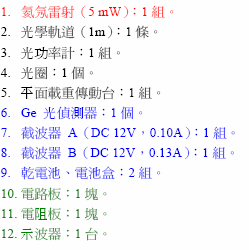 1. 氦氖雷射（5 mW）：1 組。
2. 光學軌道（1m）：1 條。
3. 光功率計：1 組。
4. 光圈：1 個。
5. 平面載重傳動台：1 組。
6. Ge 光偵測器：1 個。
7. 截波器 A（DC 12V，0.10A）：1 組。
8. 截波器 B（DC 12V，0.13A）：1 組。
9. 乾電池、電池盒：2 組。
10. 電路板：1 塊。
11. 電阻板：1 塊。
12. 示波器：1 台。